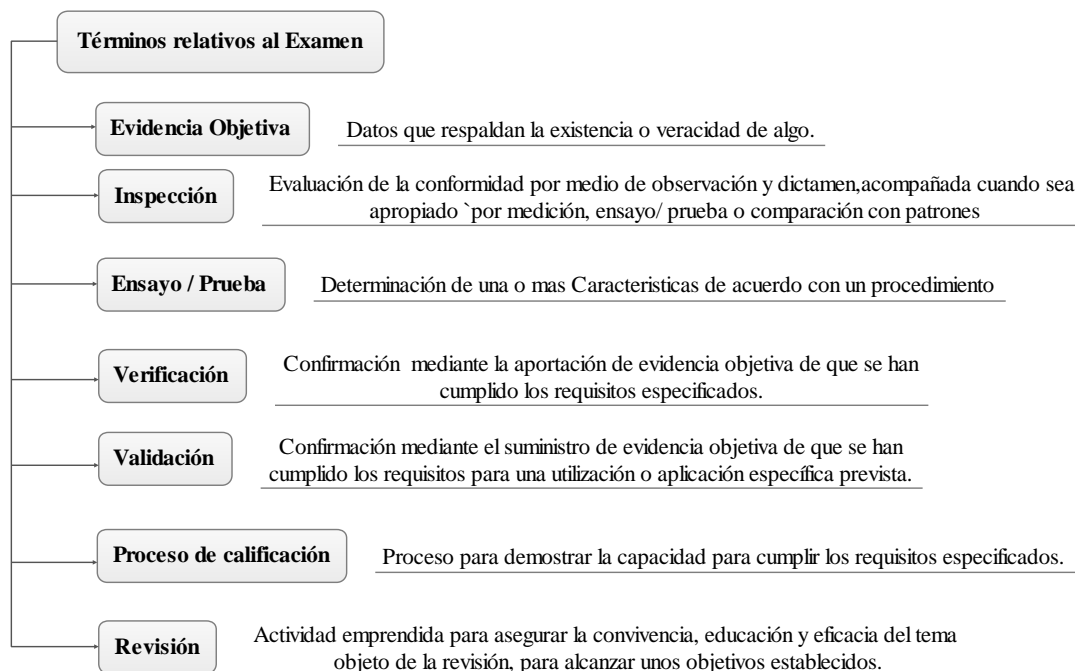 Términos relativos al Examen
Evidencia Objetiva
Datos que respaldan la existencia o veracidad de algo.
Inspección
Evaluación de la conformidad por medio de observación y dictamen,acompañada cuando sea
apropiado `por medición, ensayo/ prueba o comparación con patrones
Ensayo / Prueba
Determinación de una o mas Caracteristicas de acuerdo con un procedimiento
Verificación
Confirmación mediante la aportación de evidencia objetiva de que se han
cumplido los requisitos especificados.
Validación
Confirmación mediante el suministro de evidencia objetiva de que se han
cumplido los requisitos para una utilización o aplicación específica prevista.
Proceso de calificación
Proceso para demostrar la capacidad para cumplir los requisitos especificados.
Revisión
Actividad emprendida para asegurar la convivencia, educación y eficacia del tema
objeto de la revisión, para alcanzar unos objetivos establecidos.